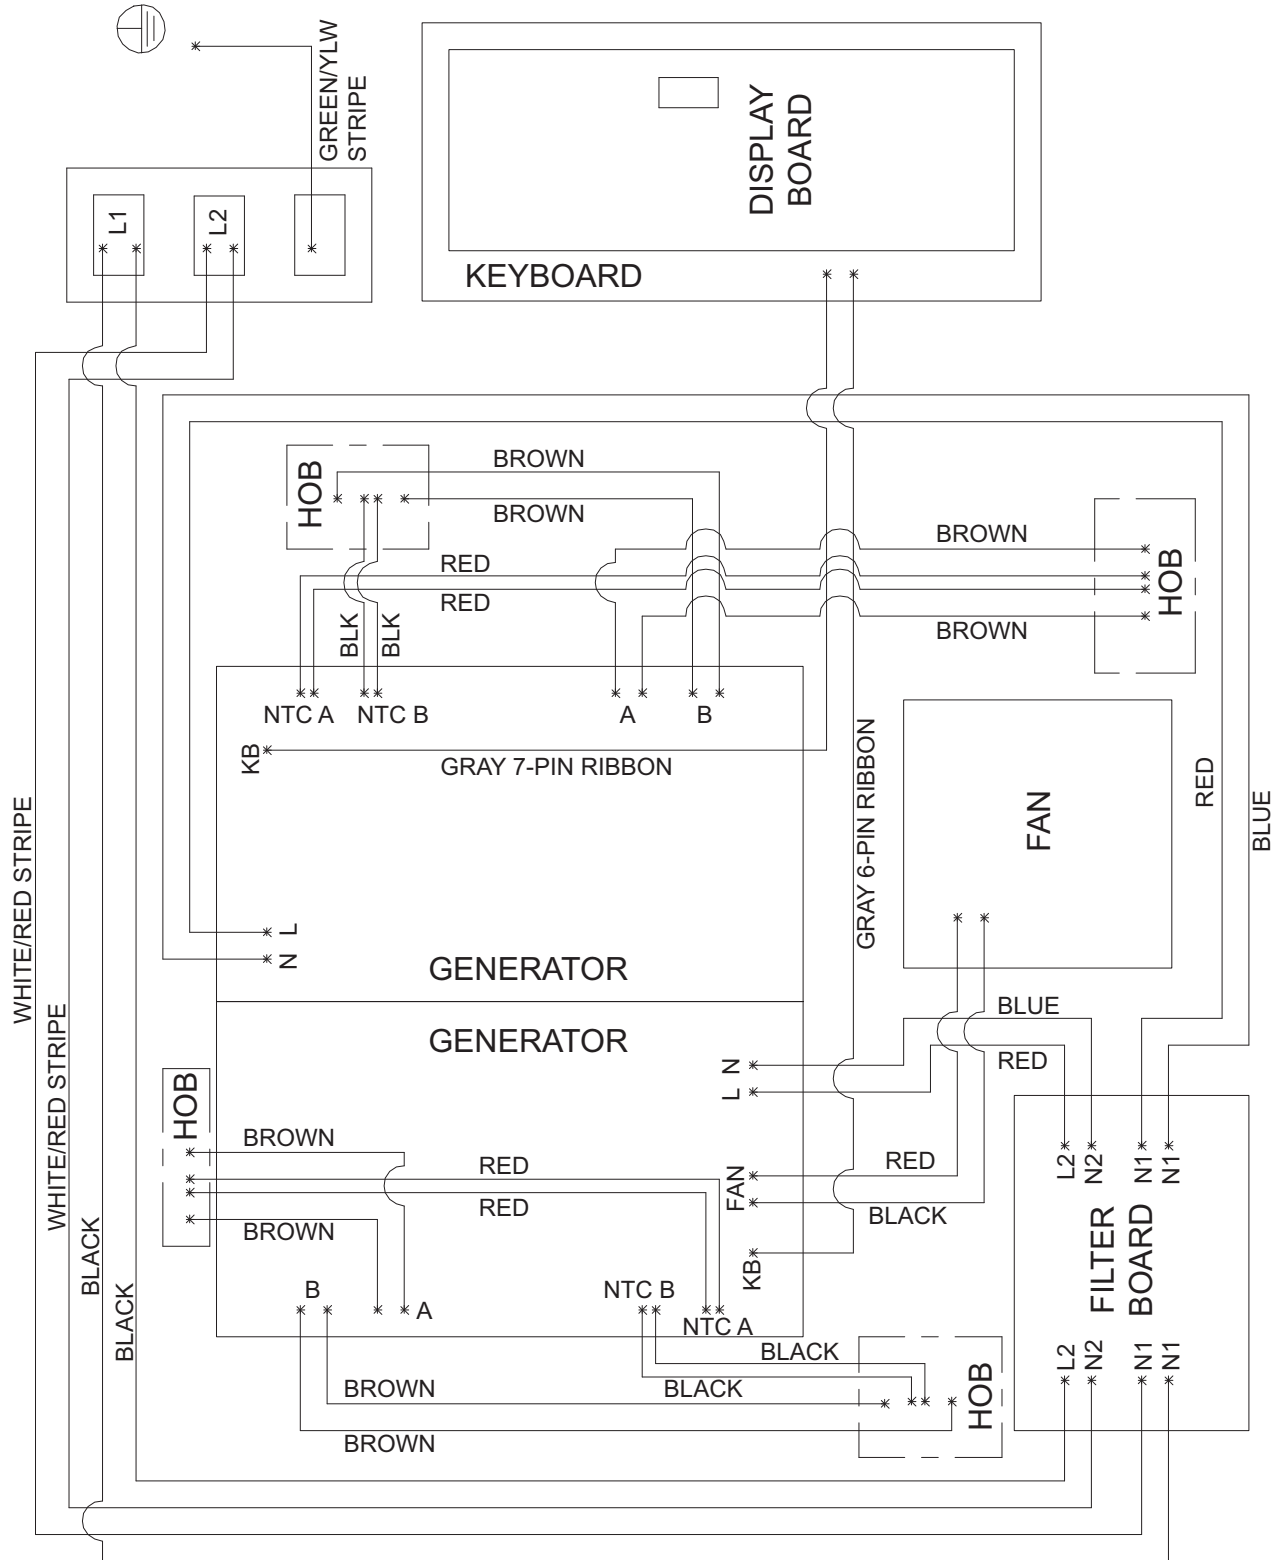 GREEN/YLW
STRIPE
L1
L2
DISPLAY
BOARD
KEYBOARD
HOB
BROWN
BROWN
RED
RED
BLK
BLK
BROWN
BROWN
HOB
NTC A
NTC B
A
B
KB
GRAY 7-PIN RIBBON
GRAY 6-PIN RIBBON
FAN
RED
BLUE
L
N
GENERATOR
GENERATOR
WHITE/RED STRIPE
WHITE/RED STRIPE
BLACK
BLACK
N
L
BLUE
RED
HOB
BROWN
RED
RED
BROWN
FAN
RED
BLACK
KB
B
A
NTC B
NTC A
L2
N2
N1
N1
FILTER
BOARD
L2
N2
N1
N1
BLACK
BLACK
BROWN
BROWN
HOB